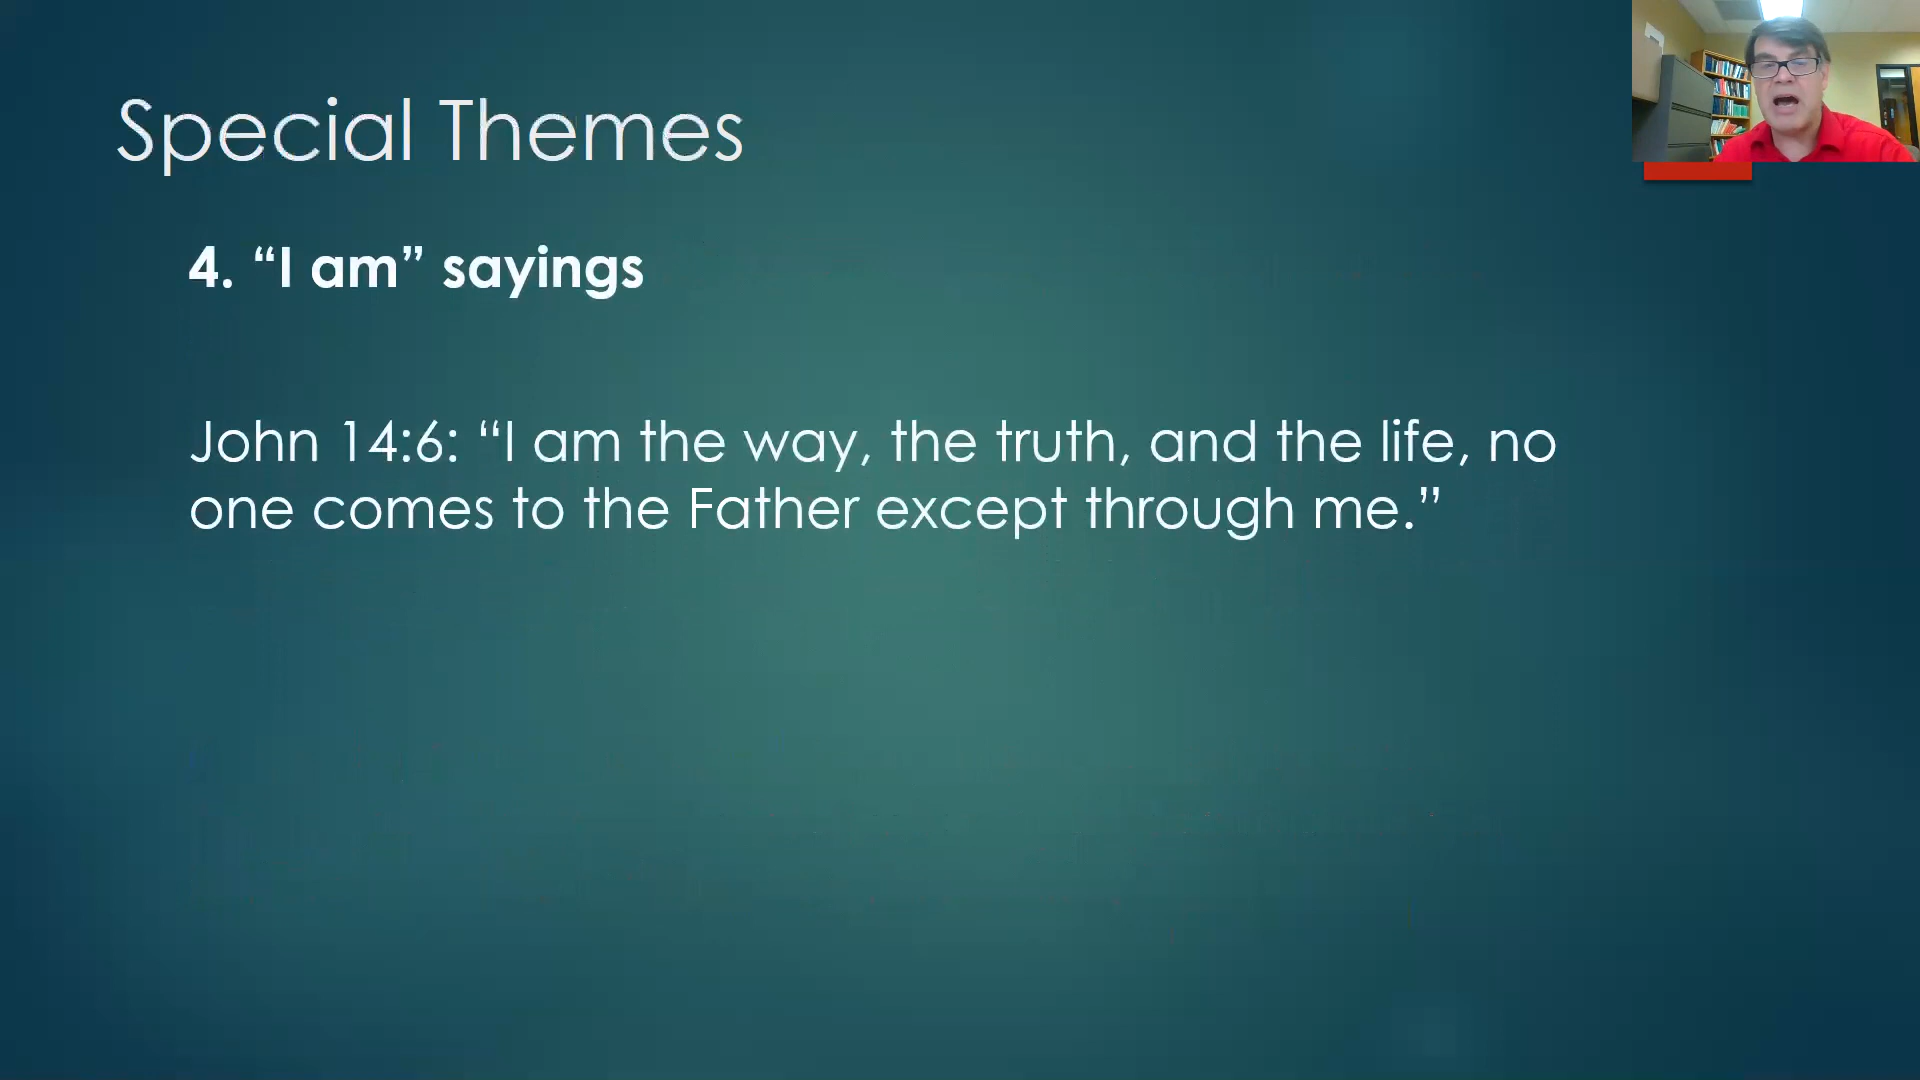 Special Themes
4. “I am” sayings
John 14:6: “I am the way, the truth, and the life, no
one comes to the Father except through me.”